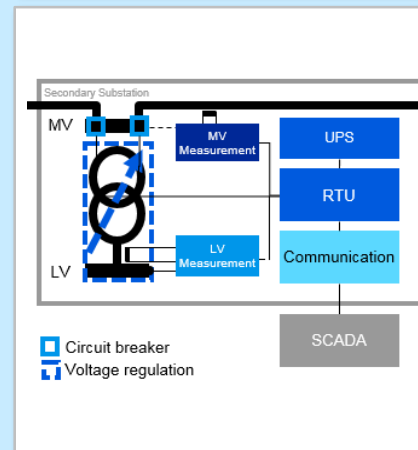 Secondary Substation
MV
MV
Measurement
UPS
RTU
LV
Measurement
Communication
LV
SCADA
Circuit breaker
Voltage regulation